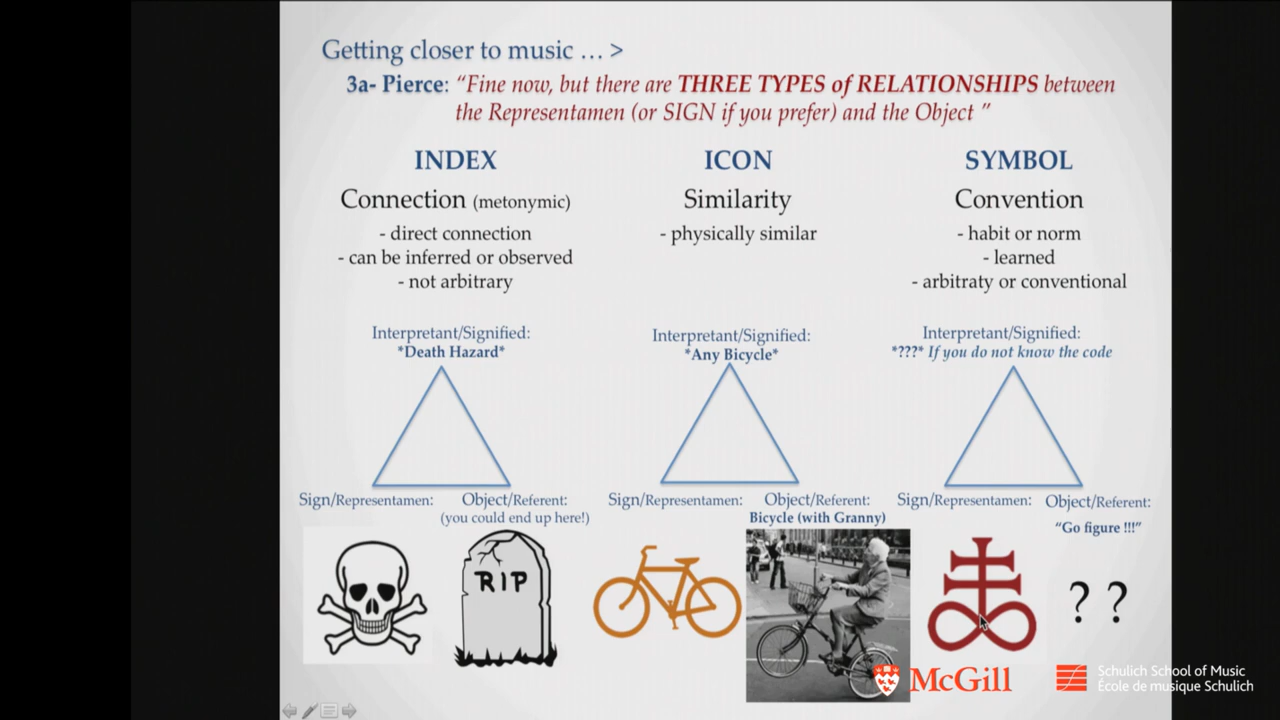 Getting closer to music … >
3a- Pierce: “Fine now, but there are THREE TYPES of RELATIONSHIPS between
the Representamen (or SIGN if you prefer) and the Object ”
INDEX
Connection (metonymic)
- direct connection
- can be inferred or observed
- not arbitrary
ICON
Similarity
- physically similar
SYMBOL
Convention
- habit or norm
- learned
- arbitraty or conventional
Interpretant/Signified:
*Death Hazard*
Sign/Representamen:
Object/Referent:
(you could end up here!)
RIP
Interpretant/Signified:
*Any Bicycle*
Sign/Representamen:
Object/Referent:
Bicycle (with Granny)
Interpretant/Signified:
*???* If you do not know the code
Sign/Representamen:
Object/Referent:
“Go figure !!!”
? ?
McGill
Schulich School of Music
École de musique Schulich